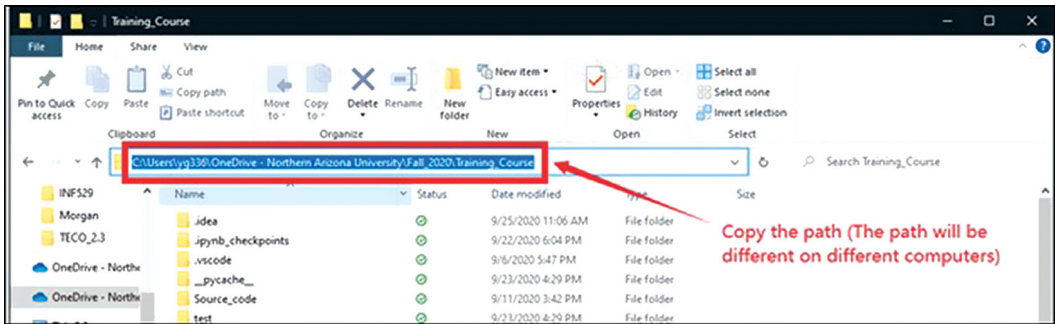 Training_Course
File Home Share View
Pin to Quick access
Copy
Paste
Cut
Copy path
Paste shortcut
Move to
Copy to
Delete
Rename
New folder
New item
Easy access
Properties
Open
Edit
History
Select all
Select none
Invert selection
Clipboard Organize New Open Select
C:\Users\yg336\OneDrive - Northern Arizona University\Fall_2020\Training_Course
Search Training_Course
INF529
Morgan
TECO_2.3
OneDrive - Northe
OneDrive - Northe
Name Status Date modified Type Size
.idea 9/25/2020 11:06 AM File folder
.ipynb_checkpoints 9/22/2020 6:04 PM File folder
.vscode 9/6/2020 5:47 PM File folder
__pycache__ 9/23/2020 4:29 PM File folder
Source_code 9/11/2020 3:42 PM File folder
test 9/23/2020 4:29 PM File folder
Copy the path (The path will be
different on different computers)